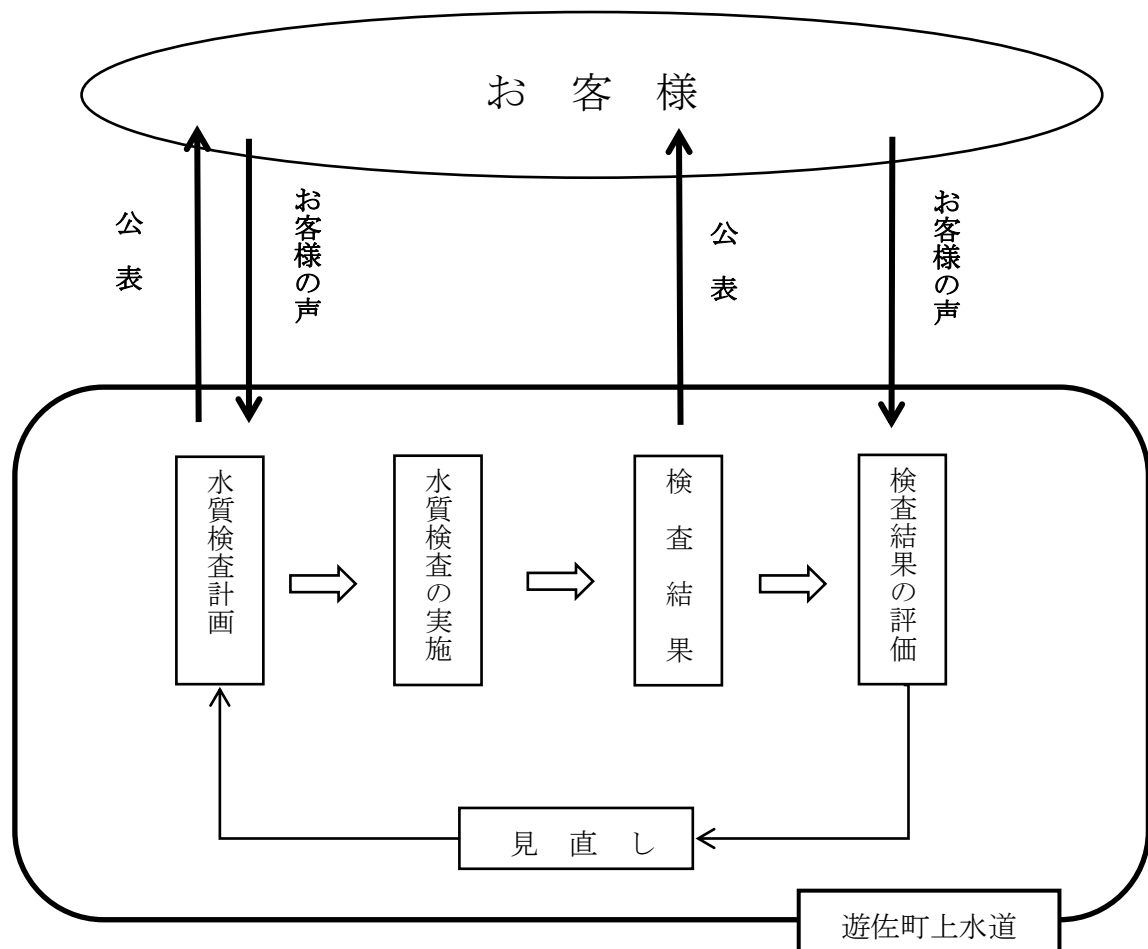 お客様
公表
お客様の声
公表
お客様の声
水質検査計画
水質検査の実施
検査結果
検査結果の評価
見直し
遊佐町上水道